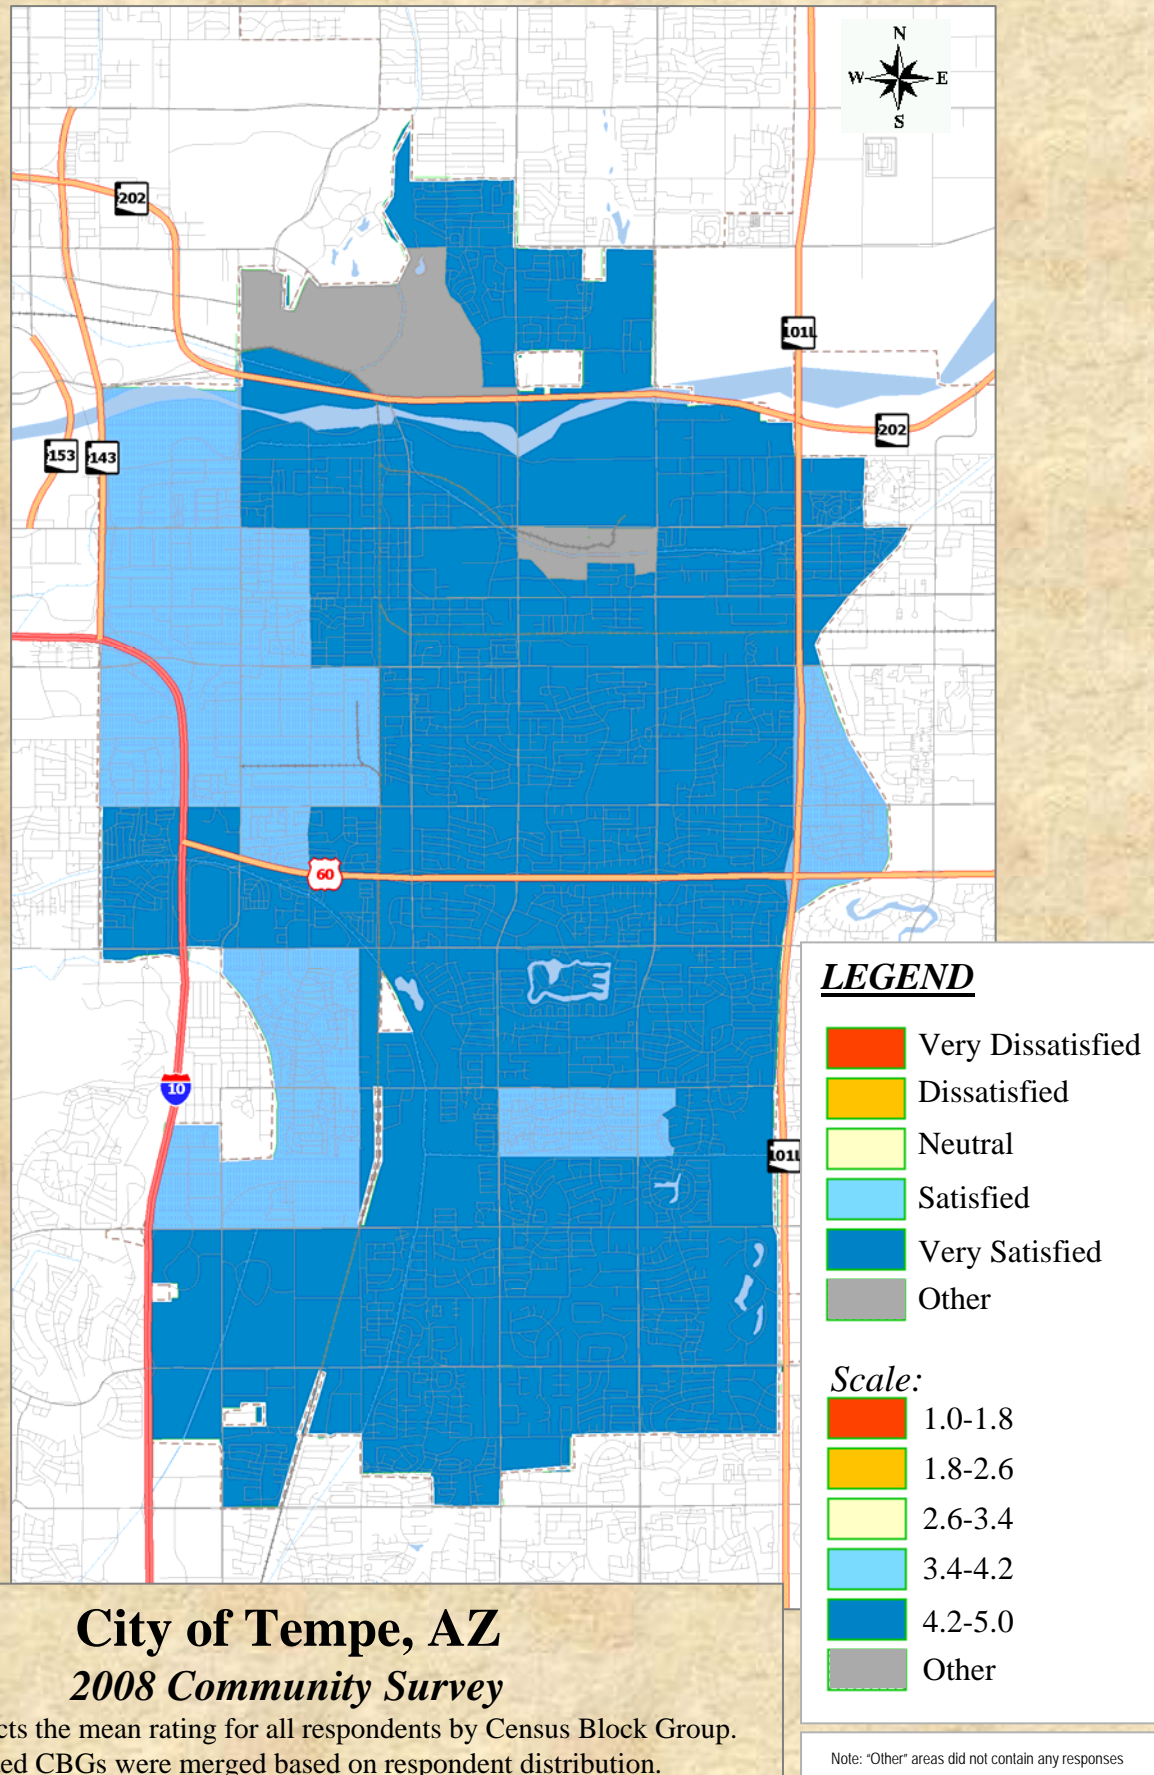 N
W E
S
202
101L
202
153
143
60
10
101L
LEGEND
Very Dissatisfied
Dissatisfied
Neutral
Satisfied
Very Satisfied
Other
Scale:
1.0-1.8
1.8-2.6
2.6-3.4
3.4-4.2
4.2-5.0
Other
City of Tempe, AZ
2008 Community Survey
cts the mean rating for all respondents by Census Block Group.
ed CBGs were merged based on respondent distribution.
Note: "Other" areas did not contain any responses